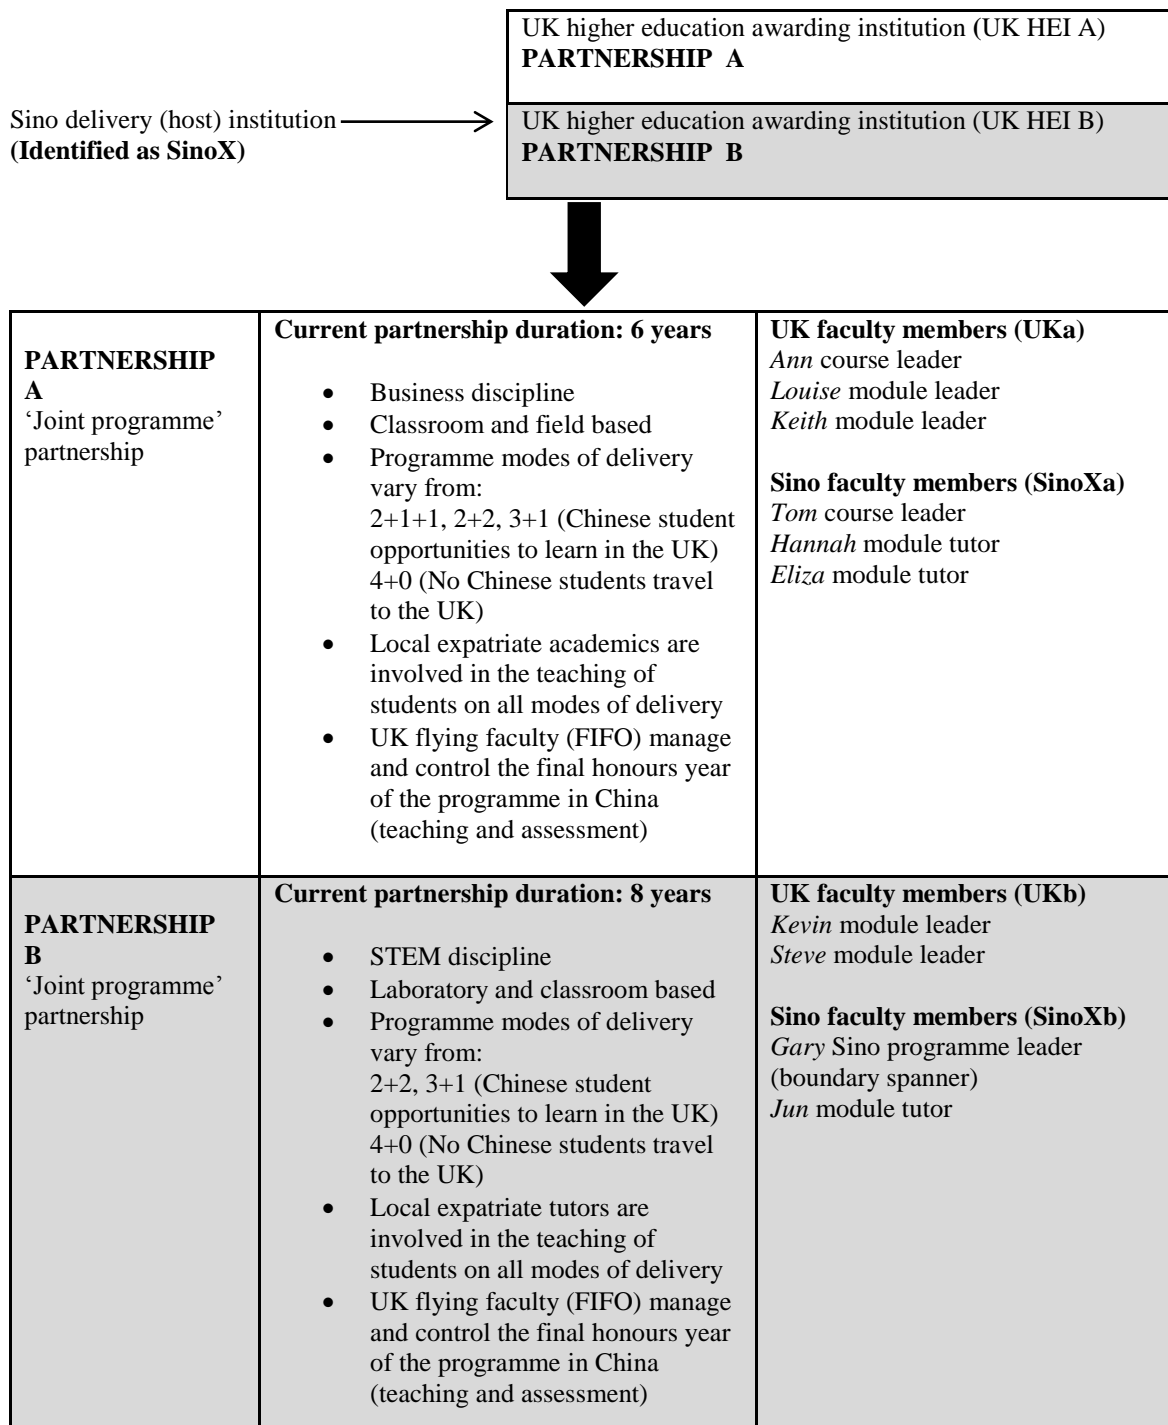 UK higher education awarding institution (UK HEI A)
PARTNERSHIP A
Sino delivery (host) institution
(Identified as SinoX)
UK higher education awarding institution (UK HEI B)
PARTNERSHIP B
PARTNERSHIP
A
‘Joint programme’
partnership
Current partnership duration: 6 years
• Business discipline
• Classroom and field based
• Programme modes of delivery
vary from:
2+1+1, 2+2, 3+1 (Chinese student
opportunities to learn in the UK)
4+0 (No Chinese students travel
to the UK)
• Local expatriate academics are
involved in the teaching of
students on all modes of delivery
• UK flying faculty (FIFO) manage
and control the final honours year
of the programme in China
(teaching and assessment)
UK faculty members (UKa)
Ann course leader
Louise module leader
Keith module leader
Sino faculty members (SinoXa)
Tom course leader
Hannah module tutor
Eliza module tutor
PARTNERSHIP
B
‘Joint programme’
partnership
Current partnership duration: 8 years
• STEM discipline
• Laboratory and classroom based
• Programme modes of delivery
vary from:
2+2, 3+1 (Chinese student
opportunities to learn in the UK)
4+0 (No Chinese students travel
to the UK)
• Local expatriate tutors are
involved in the teaching of
students on all modes of delivery
• UK flying faculty (FIFO) manage
and control the final honours year
of the programme in China
(teaching and assessment)
UK faculty members (UKb)
Kevin module leader
Steve module leader
Sino faculty members (SinoXb)
Gary Sino programme leader
(boundary spanner)
Jun module tutor